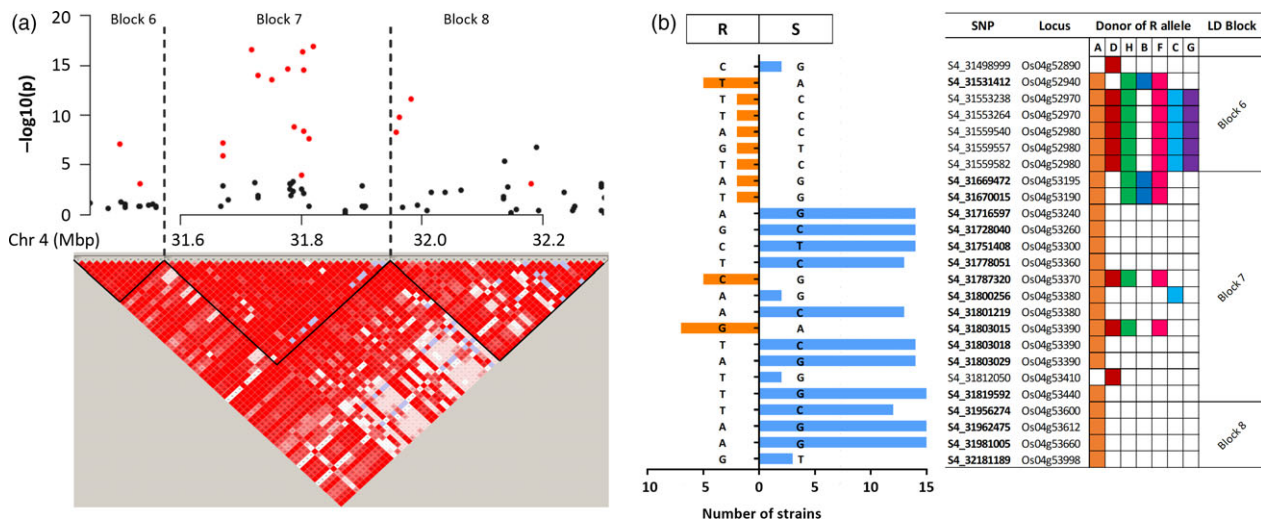 (a)
Block 6
Block 7
Block 8
–log10(p)
20
15
10
5
0
Chr 4 (Mbp)
31.6
31.8
32.0
32.2
(b)
R S
C G
T A
T C
T C
A C
G T
T C
A G
T G
A G
G C
C T
T C
C G
A G
A C
G A
T C
A G
T G
T G
T C
A G
A G
G T
10 5 0 5 10 15
Number of strains
SNP Locus Donor of R allele LD Block
A D H B F C G
S4_31498999 Os04g52890
S4_31531412 Os04g52940
S4_31553238 Os04g52970
S4_31553264 Os04g52970
S4_31559540 Os04g52980
S4_31559557 Os04g52980
S4_31559582 Os04g52980
S4_31669472 Os04g53195
S4_31670015 Os04g53190
S4_31716597 Os04g53240
S4_31728040 Os04g53260
S4_31751408 Os04g53300
S4_31778051 Os04g53360
S4_31787320 Os04g53370
S4_31800256 Os04g53380
S4_31801219 Os04g53380
S4_31803015 Os04g53390
S4_31803018 Os04g53390
S4_31803029 Os04g53390
S4_31812050 Os04g53410
S4_31819592 Os04g53440
S4_31956274 Os04g53600
S4_31962475 Os04g53612
S4_31981005 Os04g53660
S4_32181189 Os04g53998
Block 6
Block 7
Block 8